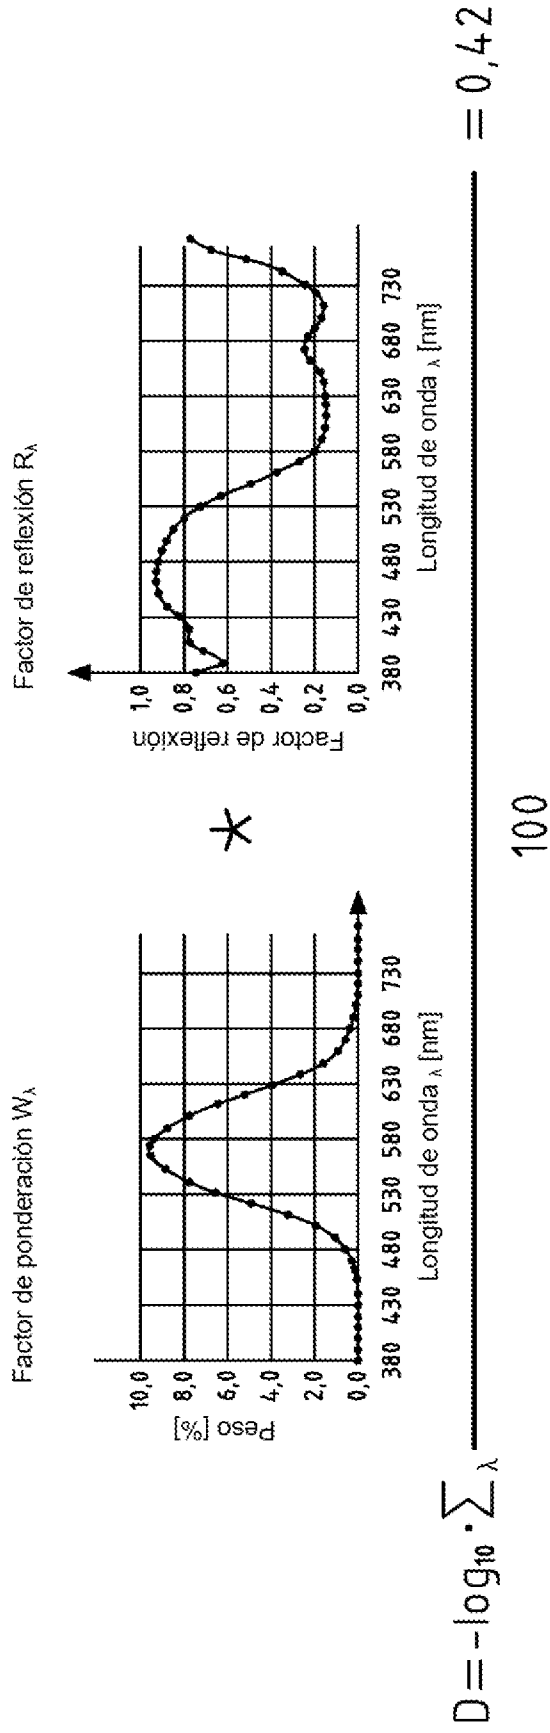 Factor de ponderación Wλ
Peso [%]
10,0
8,0
6,0
4,0
2,0
0,0
380 430 480 530 580 630 680 730
Longitud de onda λ [nm]
*
Factor de reflexión Rλ
Factor de reflexión
1,0
0,8
0,6
0,4
0,2
0,0
380 430 480 530 580 630 680 730
Longitud de onda λ [nm]
D=-log10·Σλ
100
=0,42